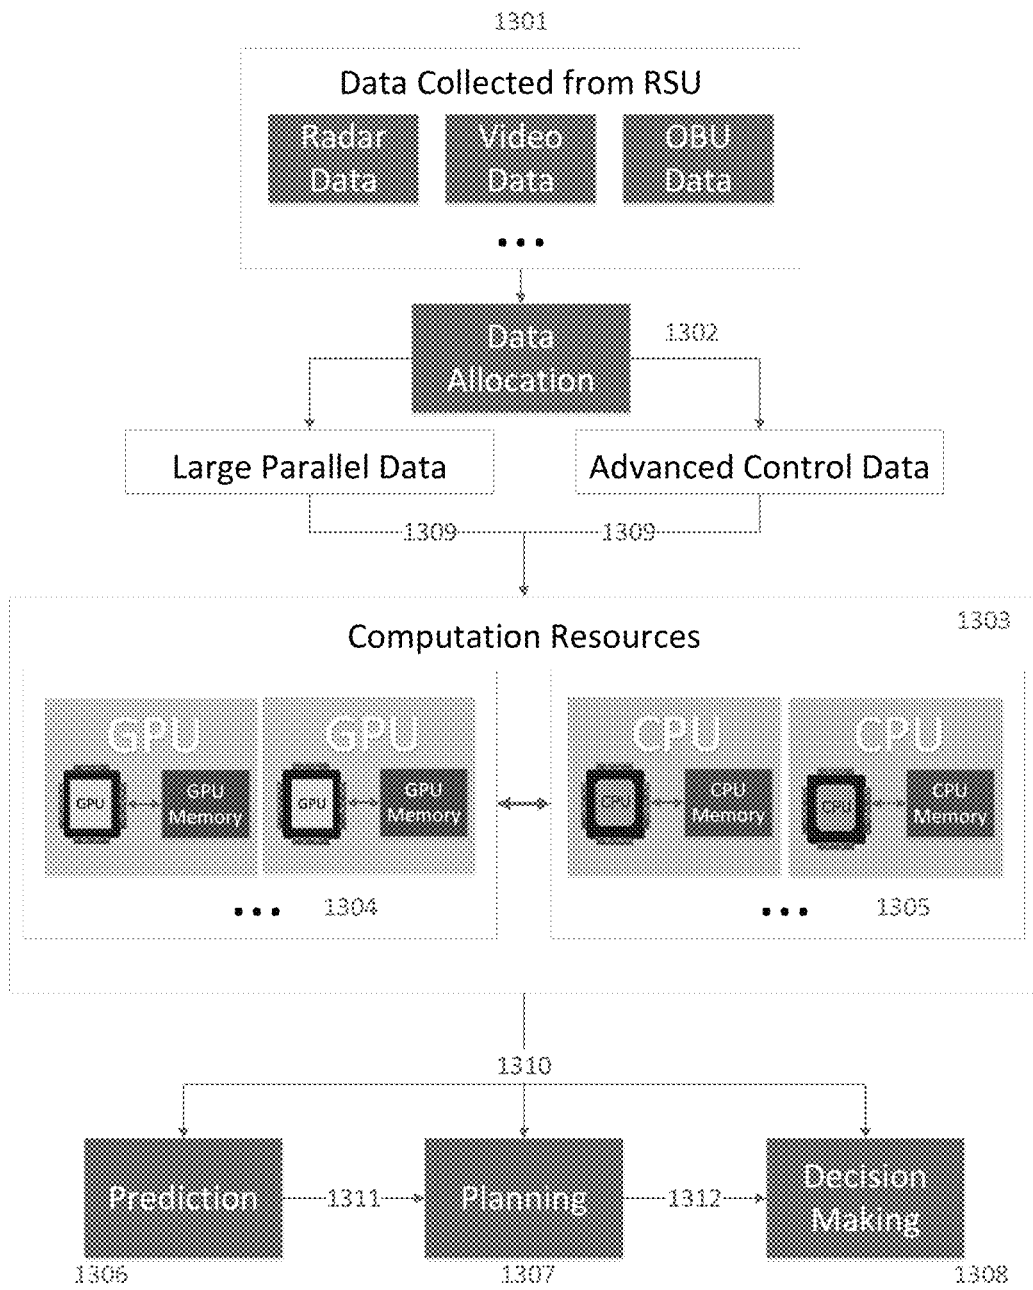 1301
Data Collected from RSU
Radar
Data
Video
Data
OBU
Data
...
Data
Allocation
1302
Large Parallel Data
Advanced Control Data
1309
1309
1303
Computation Resources
GPU
GPU
CPU
CPU
GPU
GPU
Memory
GPU
GPU
Memory
CPU
CPU
Memory
CPU
CPU
Memory
...
1304
...
1305
1310
Prediction
1311
Planning
1312
Decision
Making
1306
1307
1308